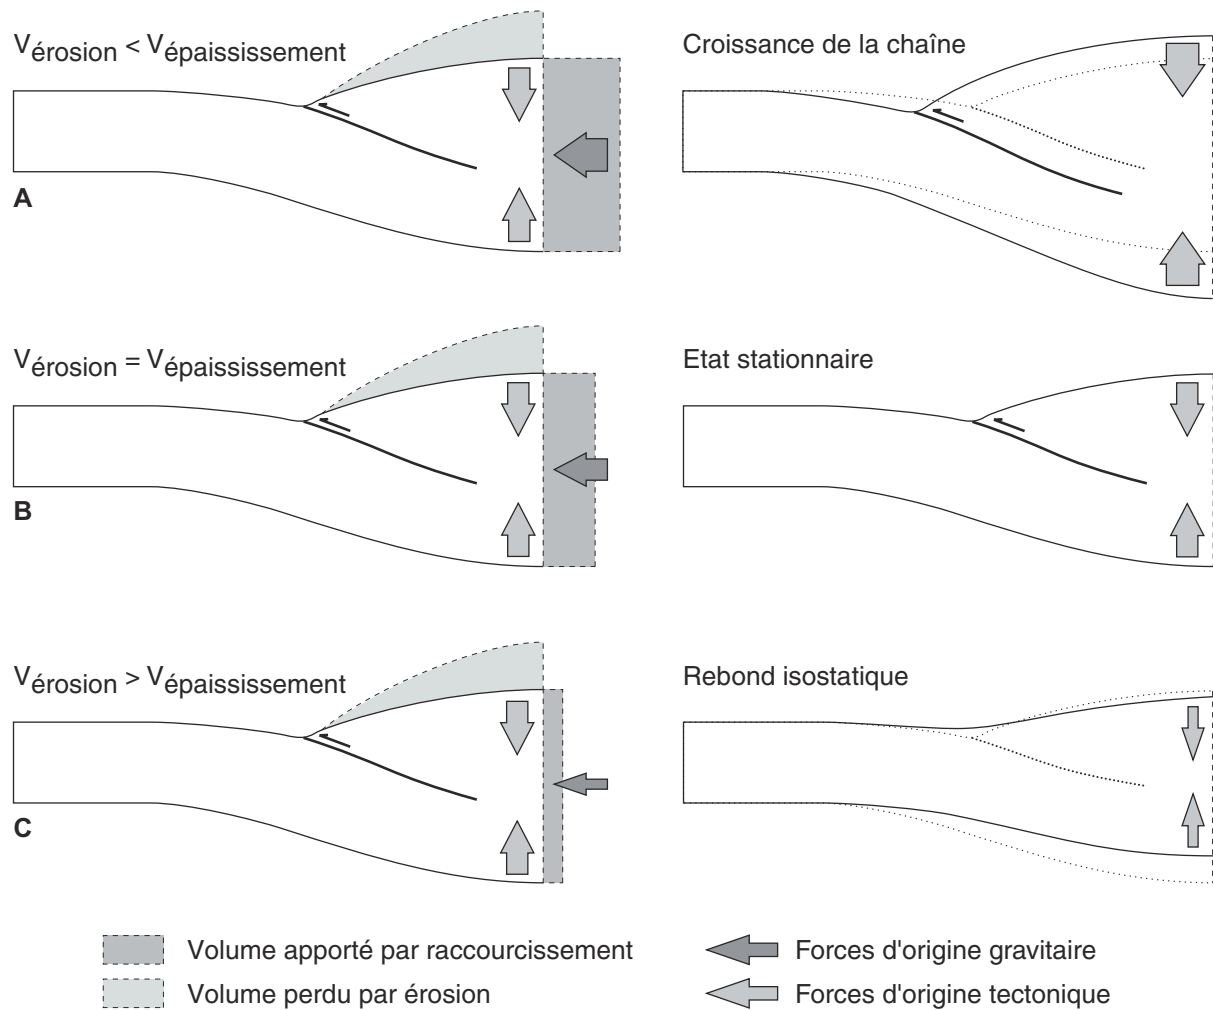 Vérosion < Vépaississement
Croissance de la chaîne
A
Vérosion = Vépaississement
Etat stationnaire
B
Vérosion > Vépaississement
Rebond isostatique
C
Volume apporté par raccourcissement
Forces d'origine gravitaire
Volume perdu par érosion
Forces d'origine tectonique